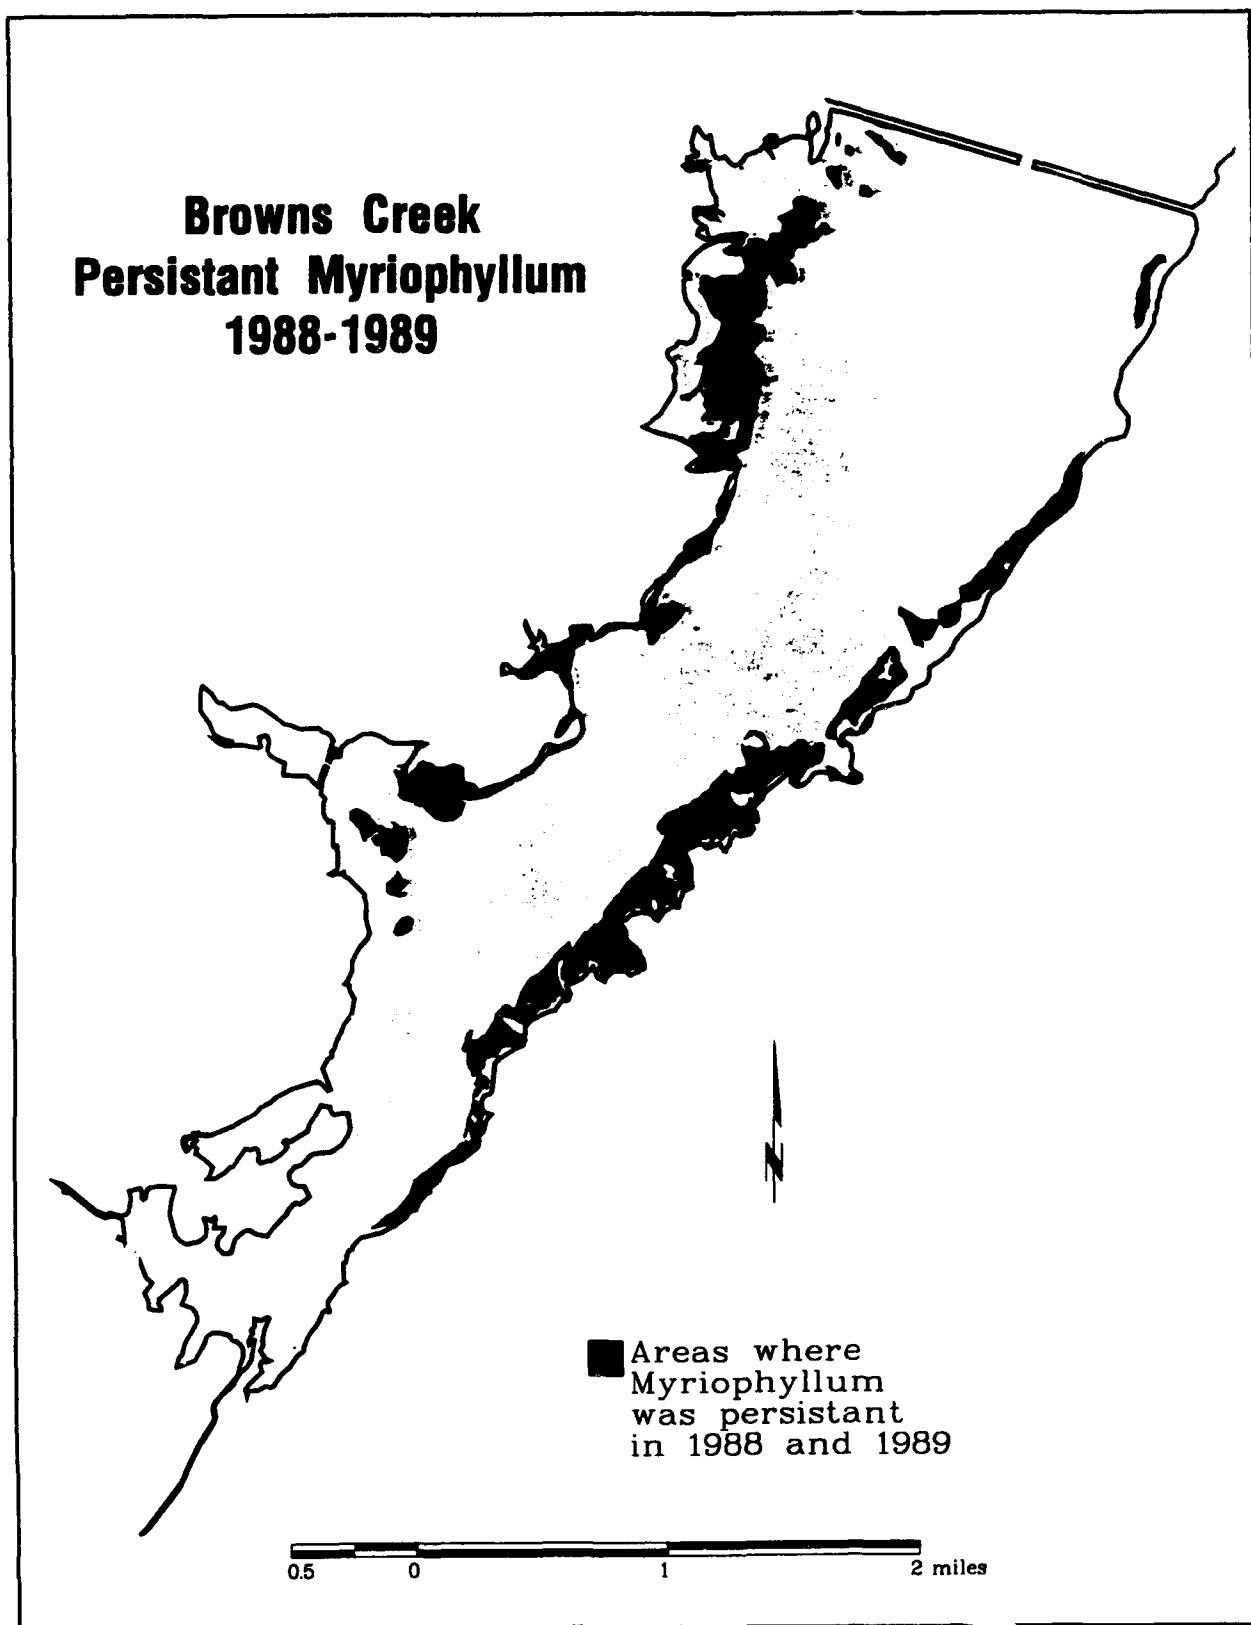 Browns Creek
Persistant Myriophyllum
1988-1989
N
Areas where
Myriophyllum
was persistant
in 1988 and 1989
0.5 0 1 2 miles